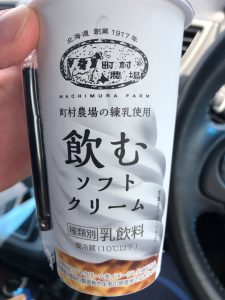 北海道 創業1917年
町村農場
MACHIMURA FARM
町村農場の練乳使用
飲む
ソフト
クリーム
種類別 乳飲料
要冷蔵(10℃以下)